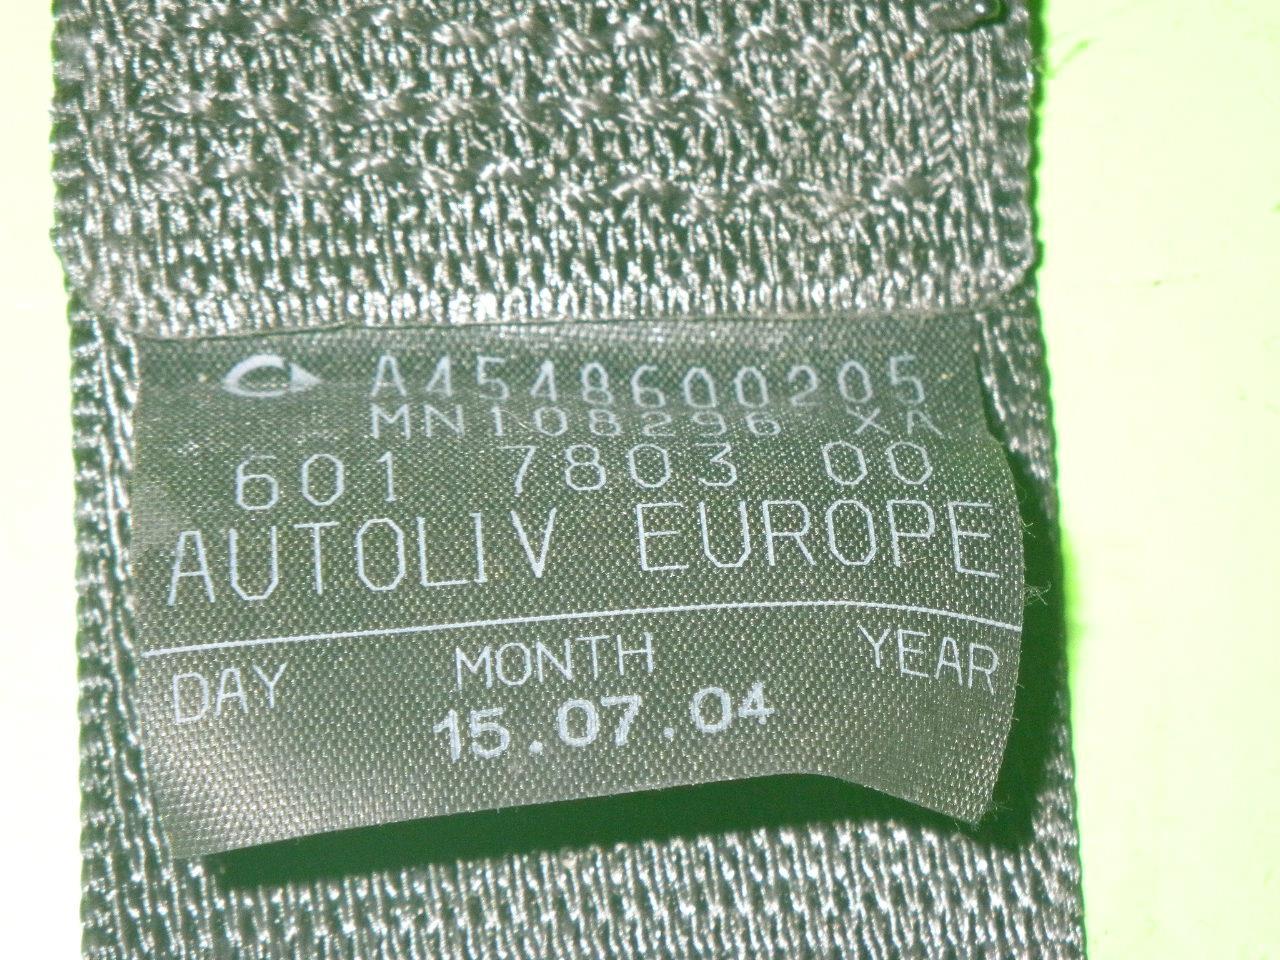 A4548600205
MN108296 XA
601 7803 00
AUTOLIV EUROPE
DAY MONTH YEAR
15.07.04